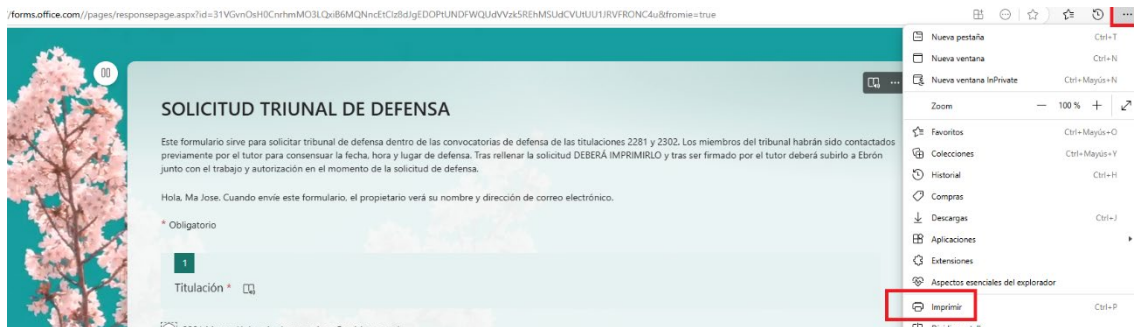 /forms.office.com//pages/responsepage.aspx?id=31VGvnOsH0CnrhmMO3LQxiB6MQNncEtClzBdJgEDOPtUNDFWQUdVVzk5REhMSUdCVUtUU1JRVFRONC4u&fromie=true
Nueva pestaña Ctrl+T
Nueva ventana Ctrl+N
Nueva ventana InPrivate Ctrl+Mayús+N
Zoom — 100 % +
Favoritos Ctrl+Mayús+O
Colecciones Ctrl+Mayús+Y
Historial Ctrl+H
Compras
Descargas Ctrl+J
Aplicaciones
Extensiones
Aspectos esenciales del explorador
Imprimir Ctrl+P
SOLICITUD TRIUNAL DE DEFENSA
Este formulario sirve para solicitar tribunal de defensa dentro de las convocatorias de defensa de las titulaciones 2281 y 2302. Los miembros del tribunal habrán sido contactados
previamente por el tutor para consensuar la fecha, hora y lugar de defensa. Tras rellenar la solicitud DEBERÁ IMPRIMIRLO y tras ser firmado por el tutor deberá subirlo a Ebrón
junto con el trabajo y autorización en el momento de la solicitud de defensa.
Hola, Ma Jose. Cuando envíe este formulario, el propietario verá su nombre y dirección de correo electrónico.
* Obligatorio
1
Titulación *